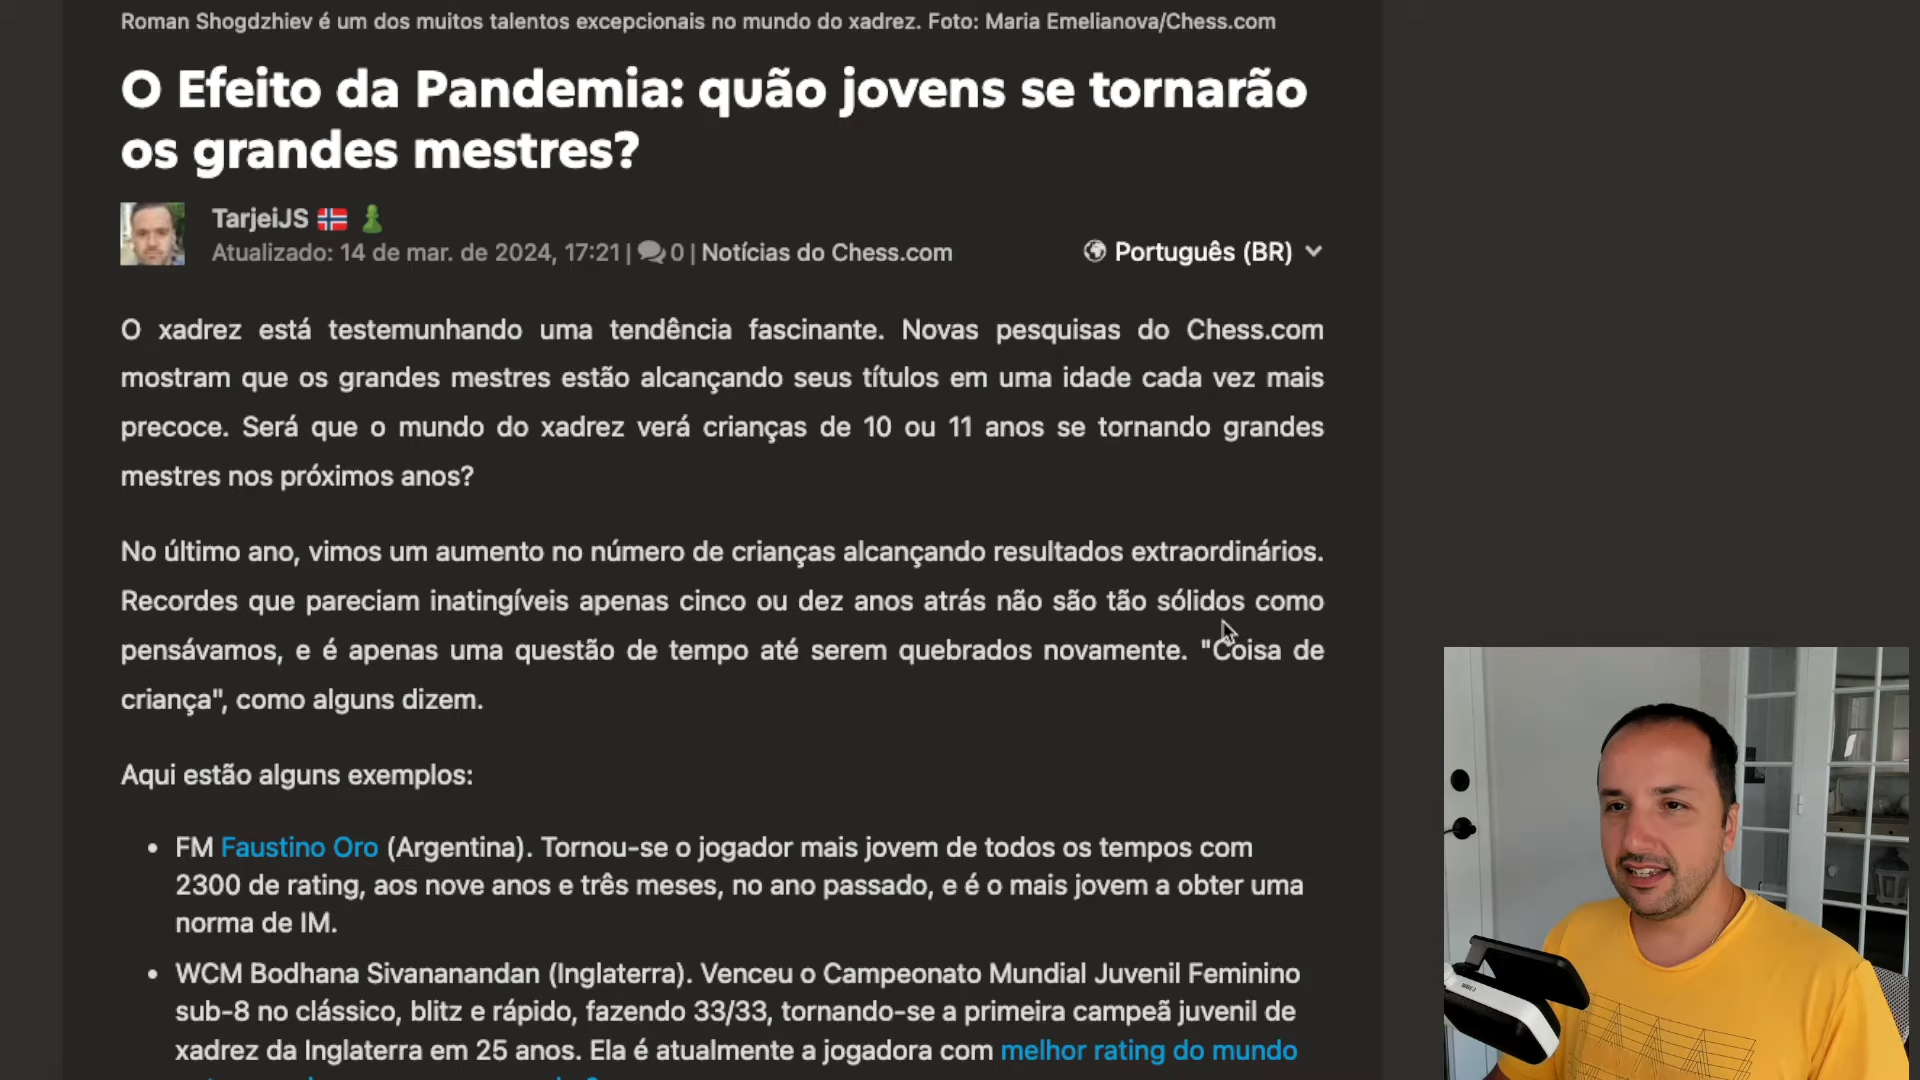 Roman Shogdzhiev é um dos muitos talentos excepcionais no mundo do xadrez. Foto: Maria Emelianova/Chess.com
O Efeito da Pandemia: quão jovens se tornarão
os grandes mestres?
TarjeiJS
Atualizado: 14 de mar. de 2024, 17:21 | 0 | Notícias do Chess.com
Português (BR)
O xadrez está testemunhando uma tendência fascinante. Novas pesquisas do Chess.com
mostram que os grandes mestres estão alcançando seus títulos em uma idade cada vez mais
precoce. Será que o mundo do xadrez verá crianças de 10 ou 11 anos se tornando grandes
mestres nos próximos anos?
No último ano, vimos um aumento no número de crianças alcançando resultados extraordinários.
Recordes que pareciam inatingíveis apenas cinco ou dez anos atrás não são tão sólidos como
pensávamos, e é apenas uma questão de tempo até serem quebrados novamente. "Coisa de
criança", como alguns dizem.
Aqui estão alguns exemplos:
• FM Faustino Oro (Argentina). Tornou-se o jogador mais jovem de todos os tempos com
2300 de rating, aos nove anos e três meses, no ano passado, e é o mais jovem a obter uma
norma de IM.
• WCM Bodhana Sivananandan (Inglaterra). Venceu o Campeonato Mundial Juvenil Feminino
sub-8 no clássico, blitz e rápido, fazendo 33/33, tornando-se a primeira campeã juvenil de
xadrez da Inglaterra em 25 anos. Ela é atualmente a jogadora com melhor rating do mundo